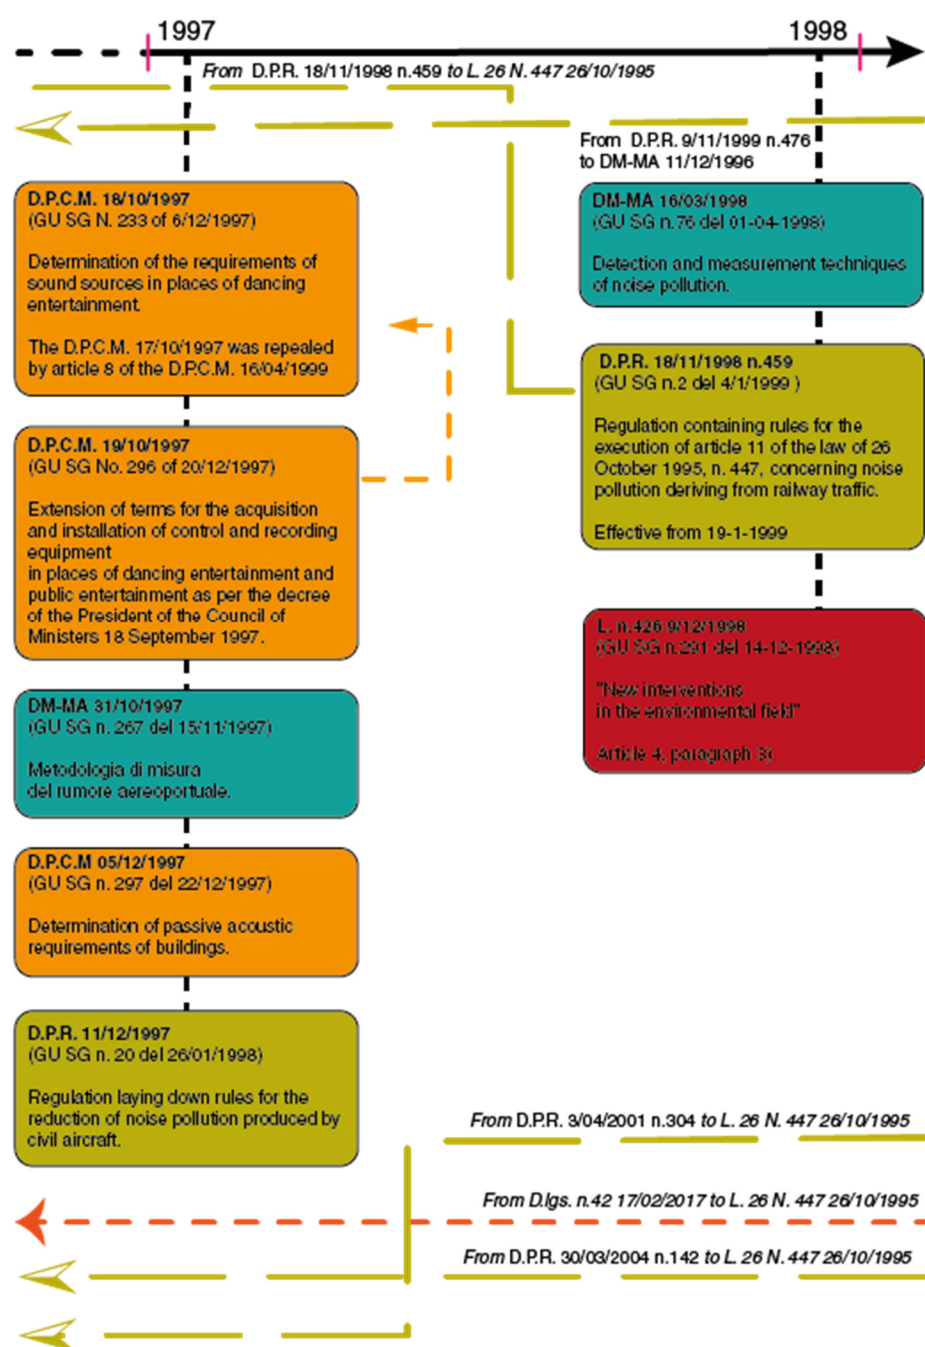 1997
1998
From D.P.R. 18/11/1998 n.459 to L. 26 N. 447 26/10/1995
From D.P.R. 9/11/1999 n.476
to DM-MA 11/12/1996
D.P.C.M. 18/10/1997
(GU SG N. 233 of 6/12/1997)
Determination of the requirements of
sound sources in places of dancing
entertainment.
The D.P.C.M. 17/10/1997 was repealed
by article 8 of the D.P.C.M. 16/04/1999
D.P.C.M. 19/10/1997
(GU SG No. 296 of 20/12/1997)
Extension of terms for the acquisition
and installation of control and recording
equipment
in places of dancing entertainment and
public entertainment as per the decree
of the President of the Council of
Ministers 18 September 1997.
DM-MA 31/10/1997
(GU SG n. 267 del 15/11/1997)
Metodologia di misura
del rumore aereoportuale.
D.P.C.M 05/12/1997
(GU SG n. 297 del 22/12/1997)
Determination of passive acoustic
requirements of buildings.
D.P.R. 11/12/1997
(GU SG n. 20 del 26/01/1998)
Regulation laying down rules for the
reduction of noise pollution produced by
civil aircraft.
DM-MA 16/03/1998
(GU SG n.76 del 01-04-1998)
Detection and measurement techniques
of noise pollution.
D.P.R. 18/11/1998 n.459
(GU SG n.2 del 4/1/1999 )
Regulation containing rules for the
execution of article 11 of the law of 26
October 1995, n. 447, concerning noise
pollution deriving from railway traffic.
Effective from 19-1-1999
L. n.426 9/12/1998
(GU SG n.291 del 14-12-1998)
"New interventions
in the environmental field"
Article 4, paragraph 3)
From D.P.R. 3/04/2001 n.304 to L. 26 N. 447 26/10/1995
From D.lgs. n.42 17/02/2017 to L. 26 N. 447 26/10/1995
From D.P.R. 30/03/2004 n.142 to L. 26 N. 447 26/10/1995